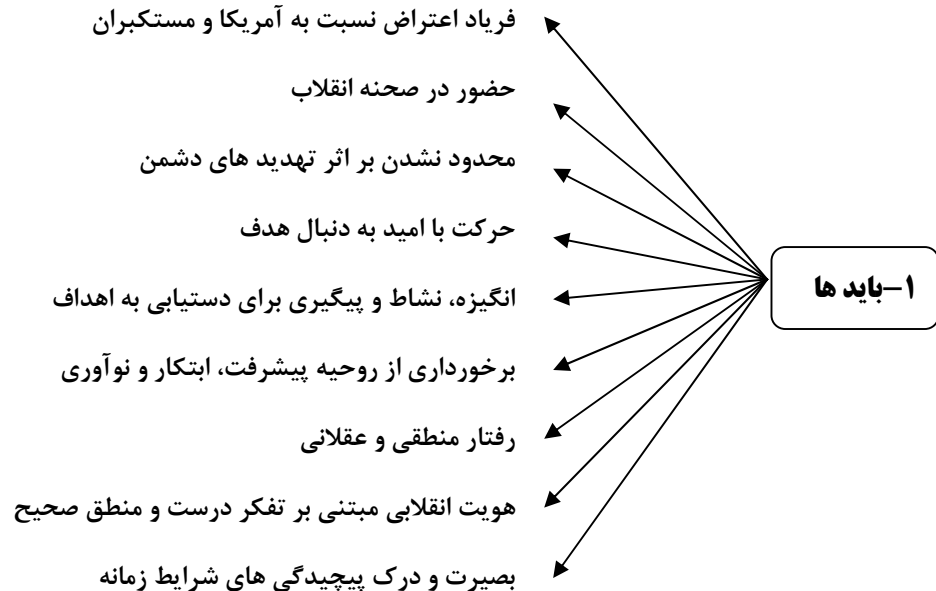 ۱-باید ها
فریاد اعتراض نسبت به آمریکا و مستکبران
حضور در صحنه انقلاب
محدود نشدن بر اثر تهدید های دشمن
حرکت با امید به دنبال هدف
انگیزه، نشاط و پیگیری برای دستیابی به اهداف
برخورداری از روحیه پیشرفت، ابتکار و نوآوری
رفتار منطقی و عقلانی
هویت انقلابی مبتنی بر تفکر درست و منطق صحیح
بصیرت و درک پیچیدگی های شرایط زمانه